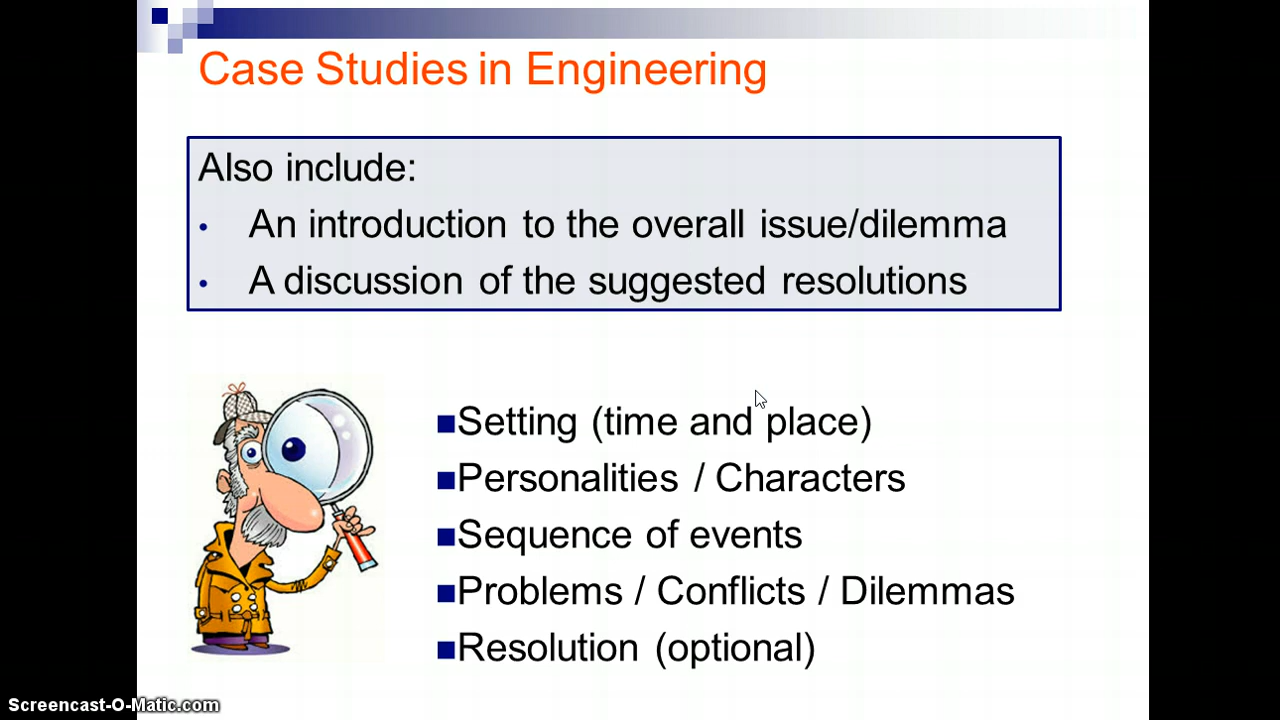 Case Studies in Engineering
Also include:
• An introduction to the overall issue/dilemma
• A discussion of the suggested resolutions
■Setting (time and place)
■Personalities / Characters
■Sequence of events
■Problems / Conflicts / Dilemmas
■Resolution (optional)
Screencast-O-Matic.com